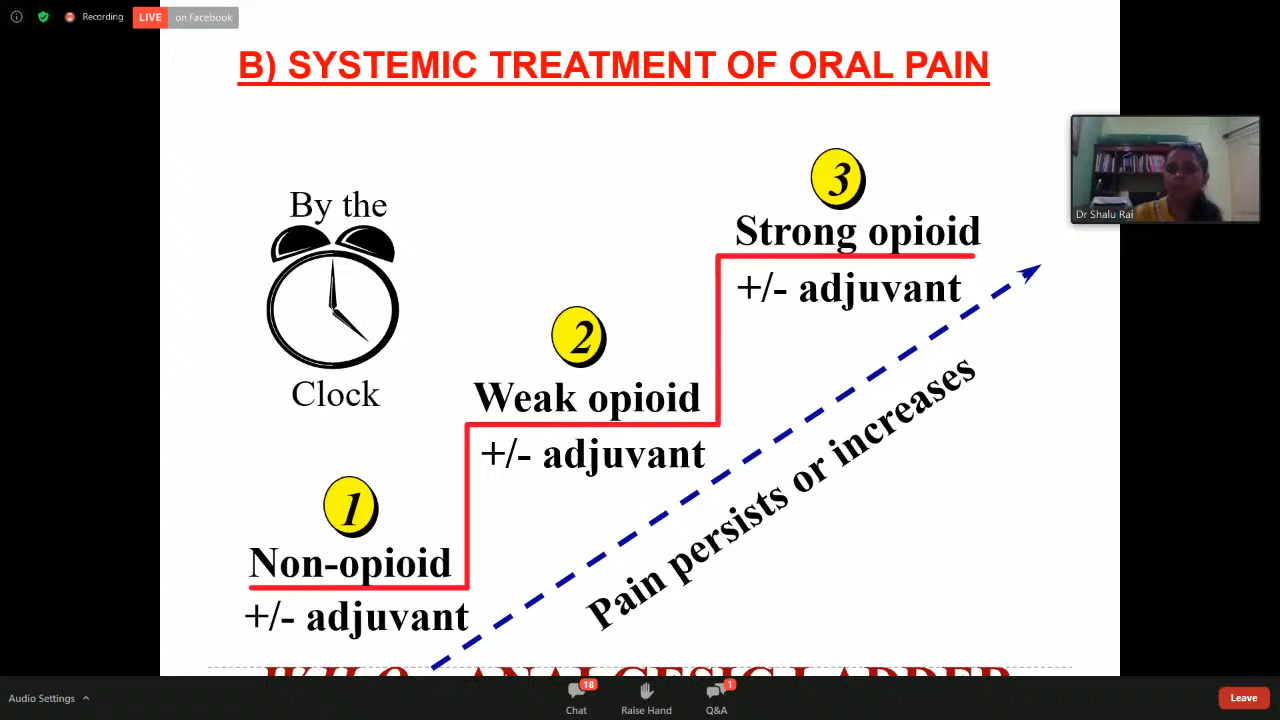 Recording
LIVE on Facebook
B) SYSTEMIC TREATMENT OF ORAL PAIN
Dr Shalu Rai
By the
Clock
3
Strong opioid
+/- adjuvant
2
Weak opioid
+/- adjuvant
1
Non-opioid
+/- adjuvant
Pain persists or increases
W.H.O. ANALGESIC LADDER
Audio Settings
18
Chat
Raise Hand
1
Q&A
Leave